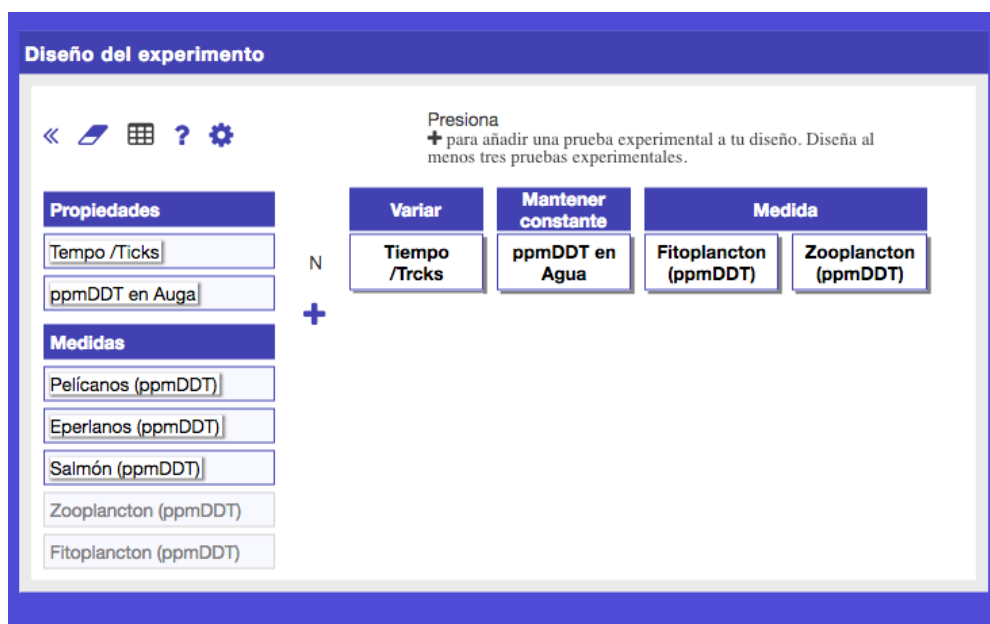 Diseño del experimento
Presiona
+ para añadir una prueba experimental a tu diseño. Diseña al
menos tres pruebas experimentales.
Propiedades
Tempo /Ticks
ppmDDT en Auga
Medidas
Pelícanos (ppmDDT)
Eperlanos (ppmDDT)
Salmón (ppmDDT)
Zooplancton (ppmDDT)
Fitoplancton (ppmDDT)
N
Variar
Mantener
constante
Medida
Tiempo
/Trcks
ppmDDT en
Agua
Fitoplancton
(ppmDDT)
Zooplancton
(ppmDDT)